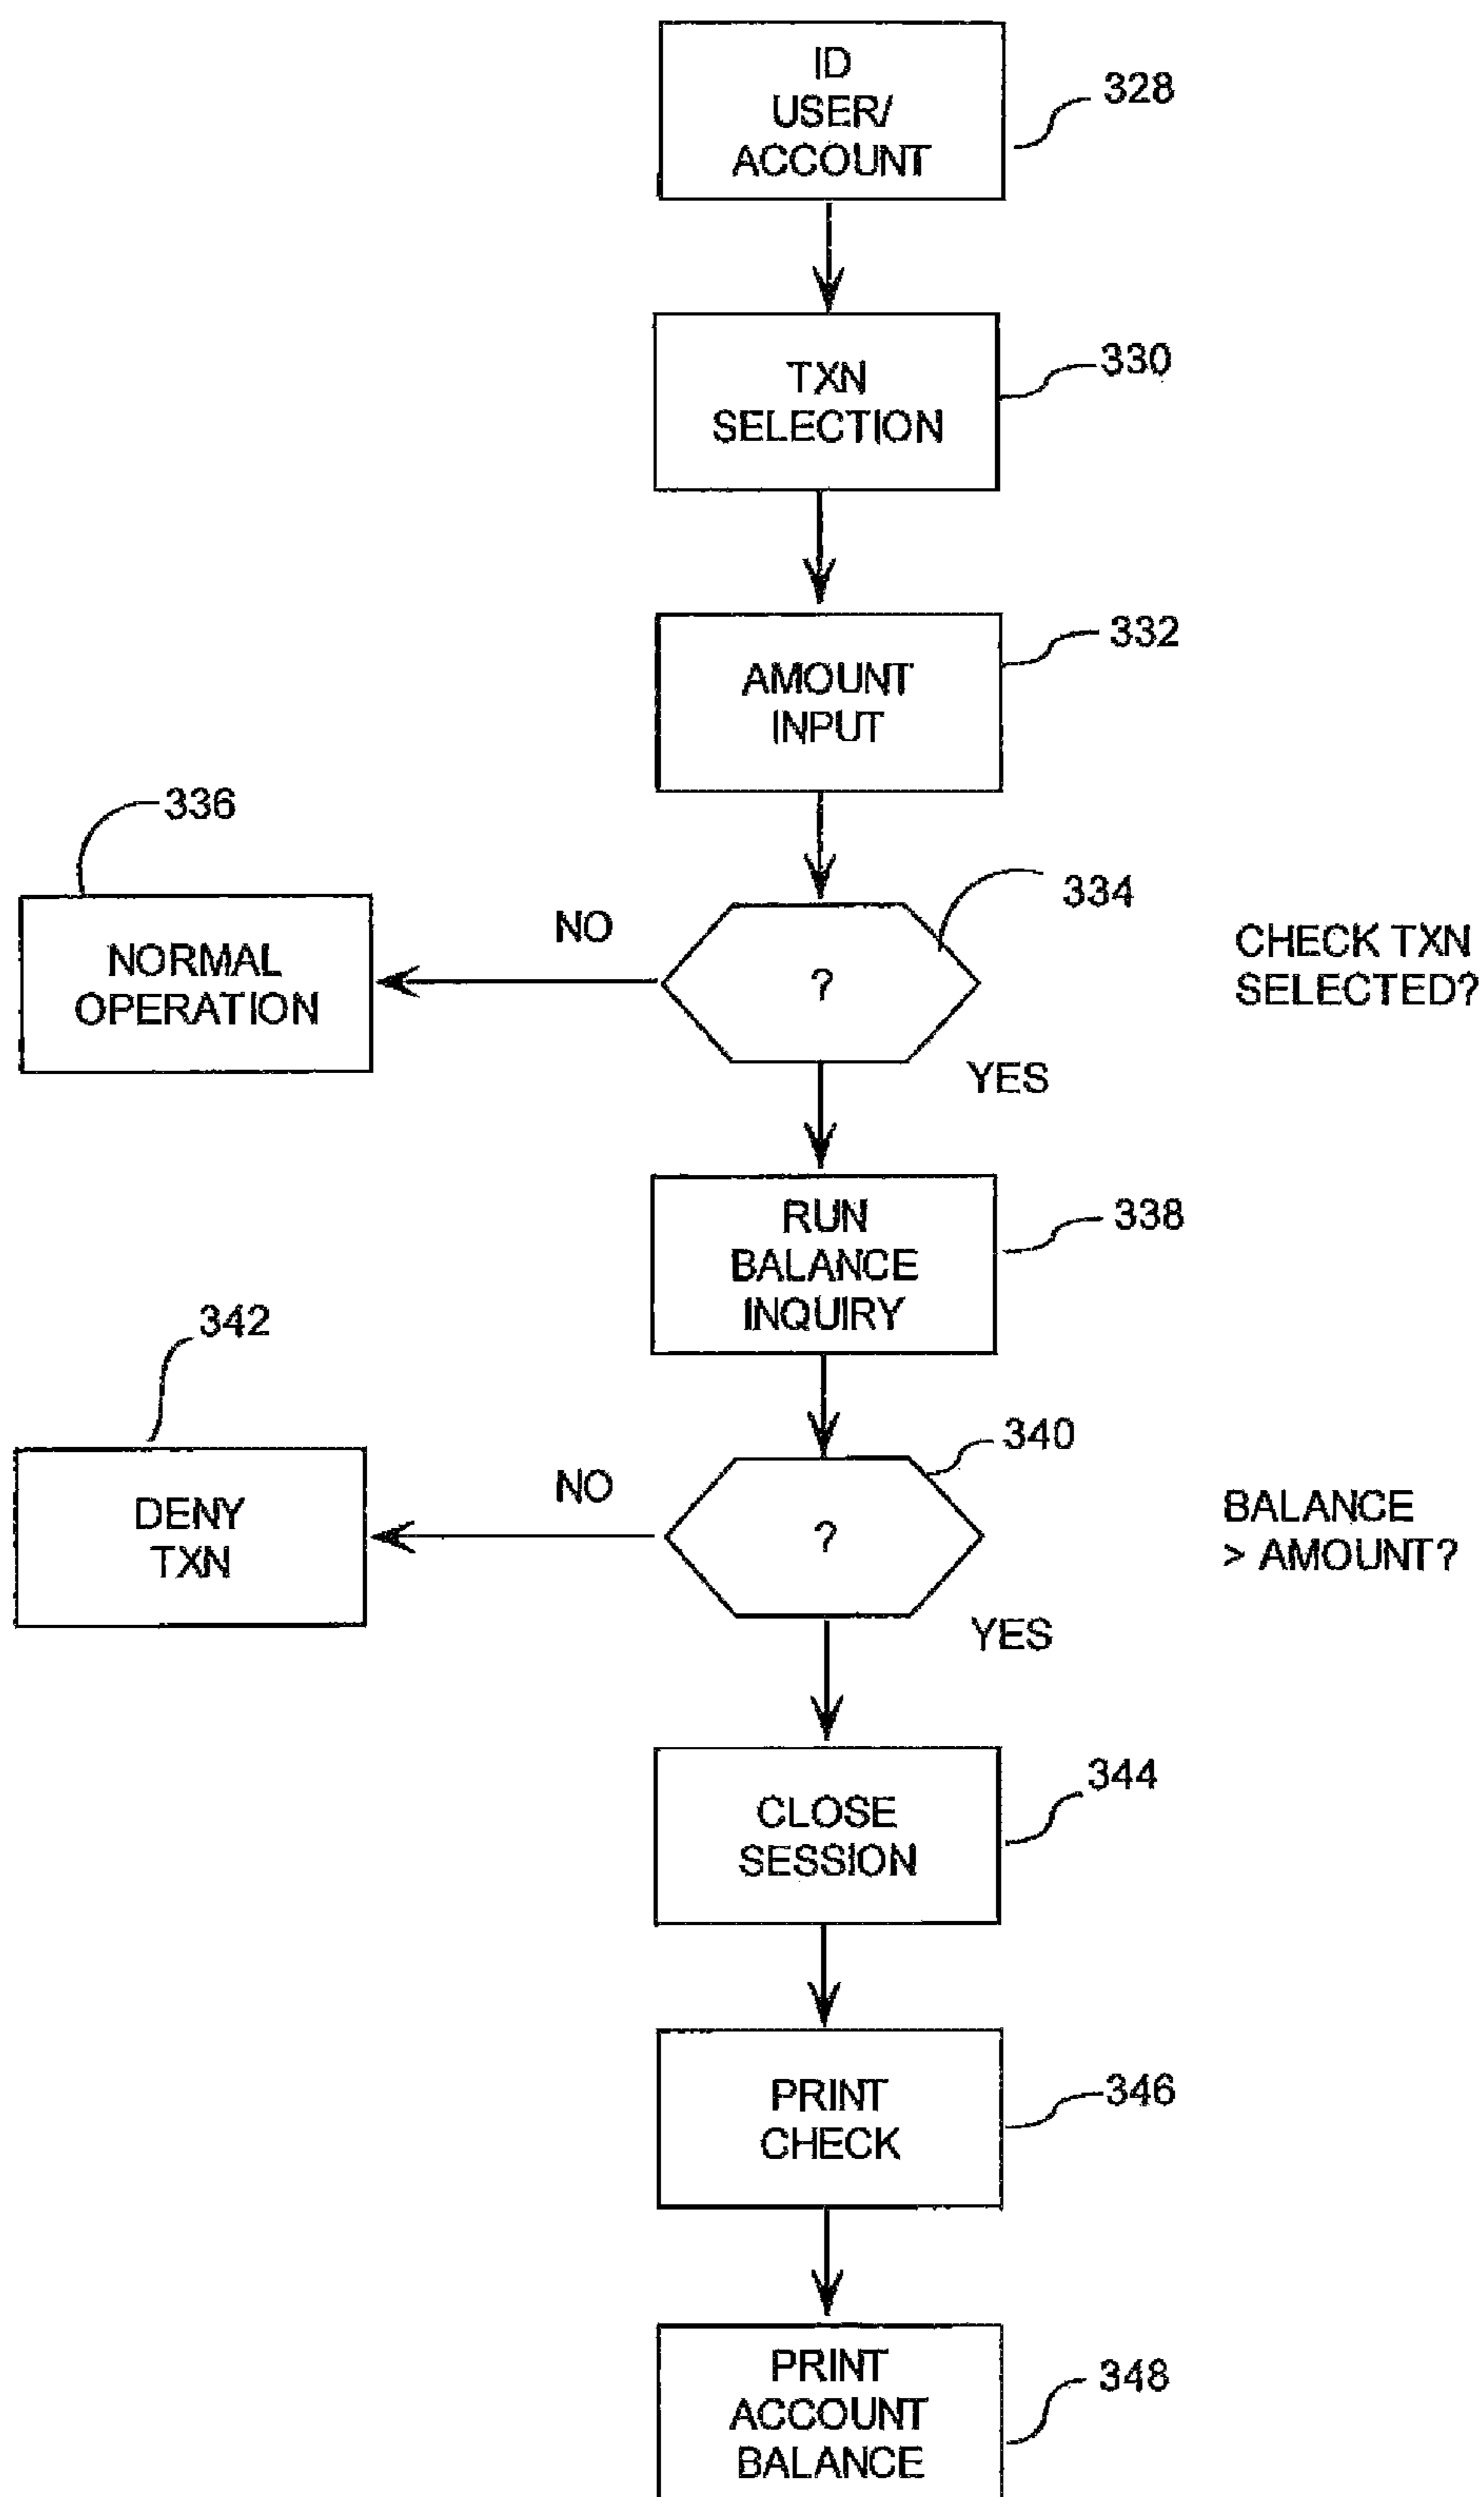 ID
USER/
ACCOUNT
328
TXN
SELECTION
330
AMOUNT
INPUT
332
336
NORMAL
OPERATION
NO
?
334
CHECK TXN
SELECTED?
YES
RUN
BALANCE
INQUIRY
338
342
DENY
TXN
NO
?
340
BALANCE
> AMOUNT?
YES
CLOSE
SESSION
344
PRINT
CHECK
346
PRINT
ACCOUNT
BALANCE
348